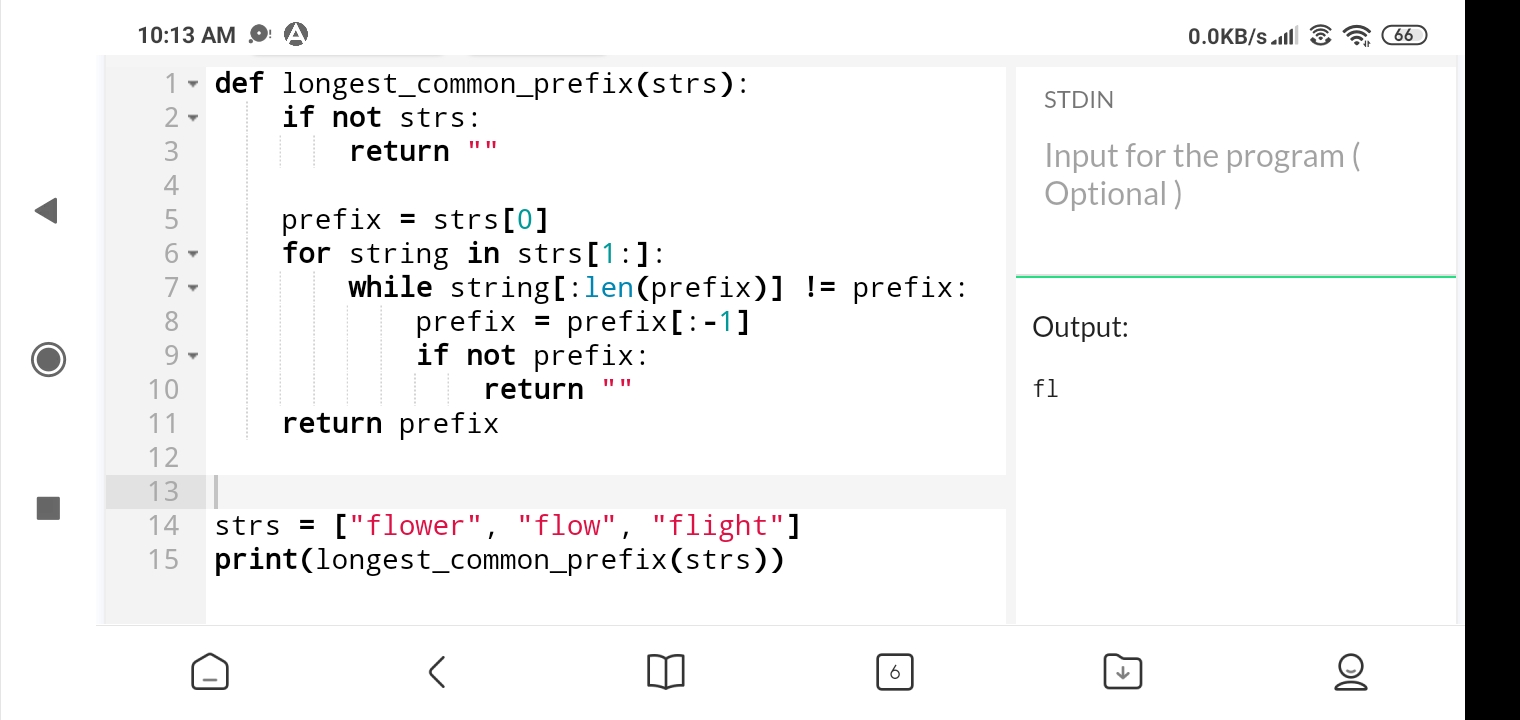 10:13 AM
0.0KB/s 66
1 def longest_common_prefix(strs):
2     if not strs:
3         return ""
4
5     prefix = strs[0]
6     for string in strs[1:]:
7         while string[:len(prefix)] != prefix:
8             prefix = prefix[:-1]
9             if not prefix:
10                 return ""
11     return prefix
12
13
14 strs = ["flower", "flow", "flight"]
15 print(longest_common_prefix(strs))
STDIN
Input for the program (
Optional )
Output:
fl
6